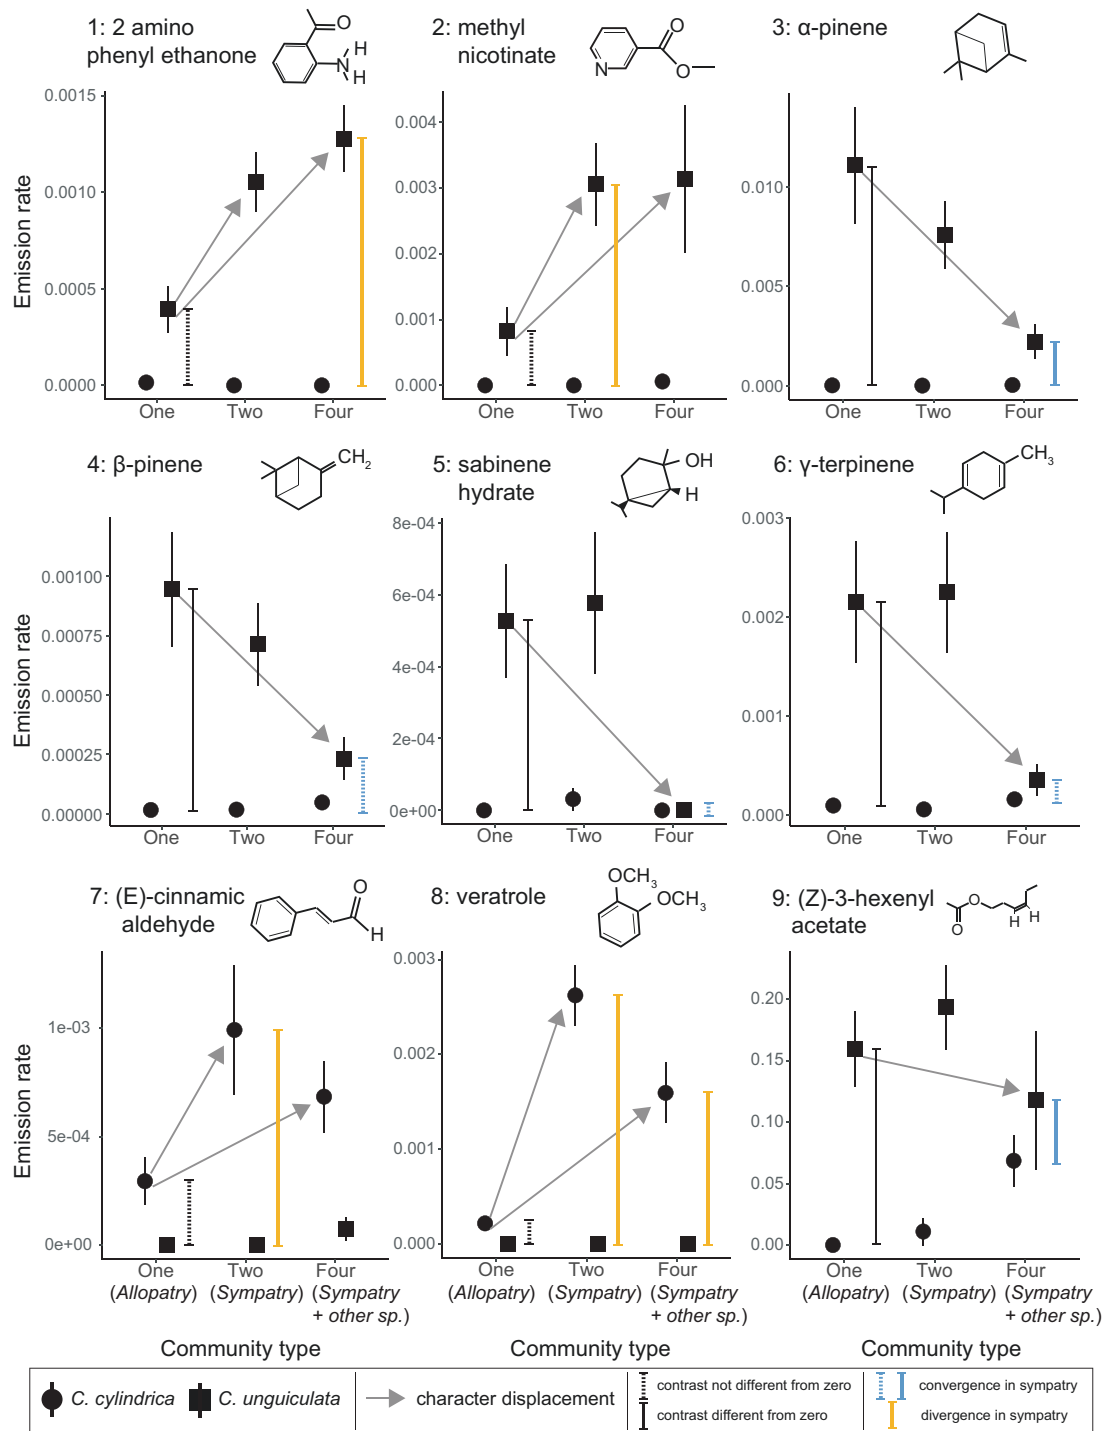 1: 2 amino
phenyl ethanone
O
N
H
H
2: methyl
nicotinate
N
O
O
3: α-pinene
Emission rate
0.0015
0.0010
0.0005
0.0000
One Two Four
0.004
0.003
0.002
0.001
0.000
One Two Four
0.010
0.005
0.000
One Two Four
4: β-pinene
CH2
5: sabinene
hydrate
OH
H
6: γ-terpinene
CH3
Emission rate
0.00100
0.00075
0.00050
0.00025
0.00000
One Two Four
8e-04
6e-04
4e-04
2e-04
0e+00
One Two Four
0.003
0.002
0.001
0.000
One Two Four
7: (E)-cinnamic
aldehyde
O
H
8: veratrole
OCH3
OCH3
9: (Z)-3-hexenyl
acetate
O
O
H H
Emission rate
1e-03
5e-04
0e+00
One Two Four
(Allopatry) (Sympatry) (Sympatry
+ other sp.)
0.003
0.002
0.001
0.000
One Two Four
(Allopatry) (Sympatry) (Sympatry
+ other sp.)
0.20
0.15
0.10
0.05
0.00
One Two Four
(Allopatry) (Sympatry) (Sympatry
+ other sp.)
Community type Community type Community type
C. cylindrica C. unguiculata character displacement
contrast not different from zero
contrast different from zero
convergence in sympatry
divergence in sympatry